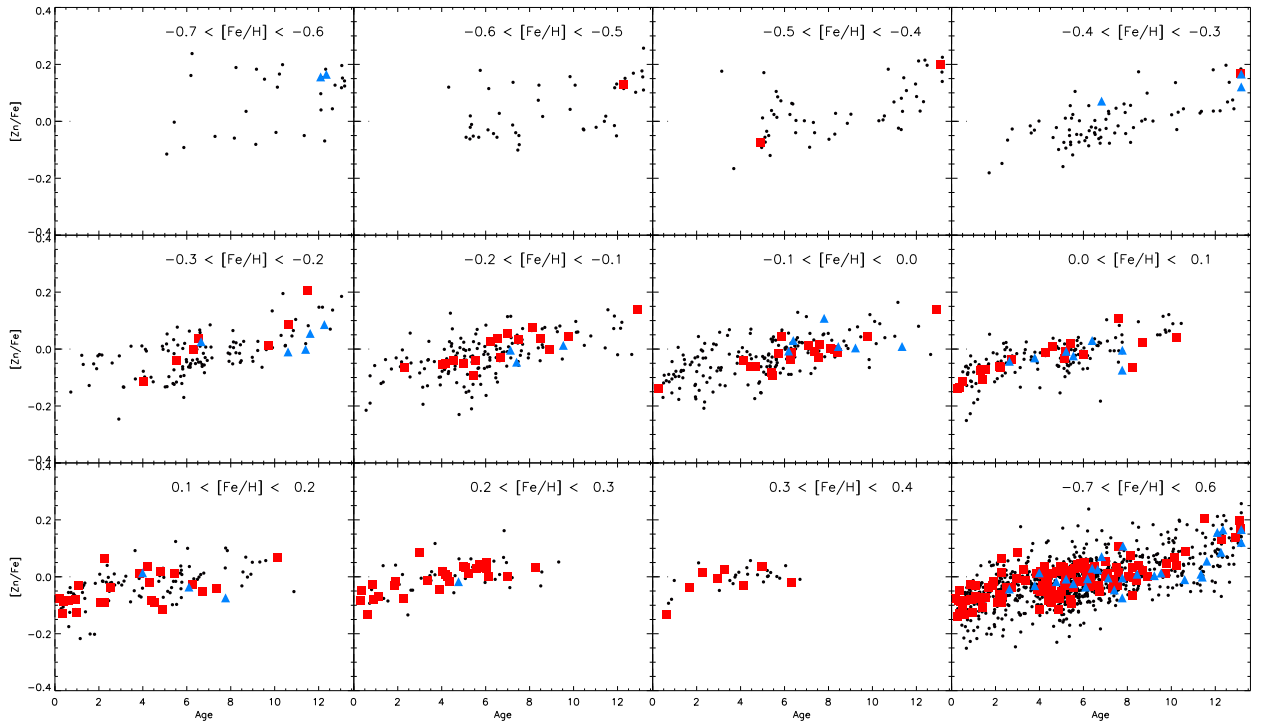 −0.7 < [Fe/H] < −0.6
−0.6 < [Fe/H] < −0.5
−0.5 < [Fe/H] < −0.4
−0.4 < [Fe/H] < −0.3
0.4
0.2
0.0
−0.2
−0.4
[Zn/Fe]
−0.3 < [Fe/H] < −0.2
−0.2 < [Fe/H] < −0.1
−0.1 < [Fe/H] < 0.0
0.0 < [Fe/H] < 0.1
0.4
0.2
0.0
−0.2
−0.4
[Zn/Fe]
0.1 < [Fe/H] < 0.2
0.2 < [Fe/H] < 0.3
0.3 < [Fe/H] < 0.4
−0.7 < [Fe/H] < 0.6
0.4
0.2
0.0
−0.2
−0.4
[Zn/Fe]
0 2 4 6 8 10 12
0 2 4 6 8 10 12
0 2 4 6 8 10 12
0 2 4 6 8 10 12
Age
Age
Age
Age